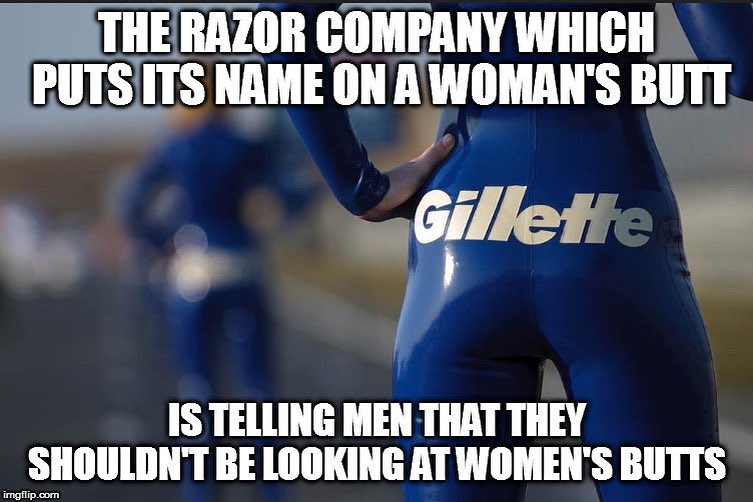 THE RAZOR COMPANY WHICH
PUTS ITS NAME ON A WOMAN'S BUTT
Gillette
IS TELLING MEN THAT THEY
SHOULDN'T BE LOOKING AT WOMEN'S BUTTS
imgflip.com